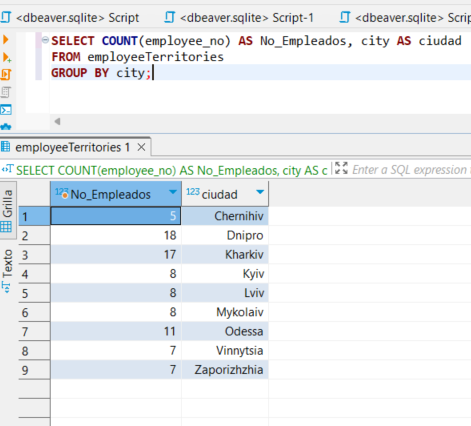 <dbeaver.sqlite> Script
<dbeaver.sqlite> Script-1
<dbeaver.sqlite> Scrip
SELECT COUNT(employee_no) AS No_Empleados, city AS ciudad
FROM employeeTerritories
GROUP BY city;
employeeTerritories 1
SELECT COUNT(employee_no) AS No_Empleados, city AS c
Enter a SQL expression t
Grilla
Texto
123 No_Empleados 123 ciudad
1 5 Chernihiv
2 18 Dnipro
3 17 Kharkiv
4 8 Kyiv
5 8 Lviv
6 8 Mykolaiv
7 11 Odessa
8 7 Vinnytsia
9 7 Zaporizhzhia